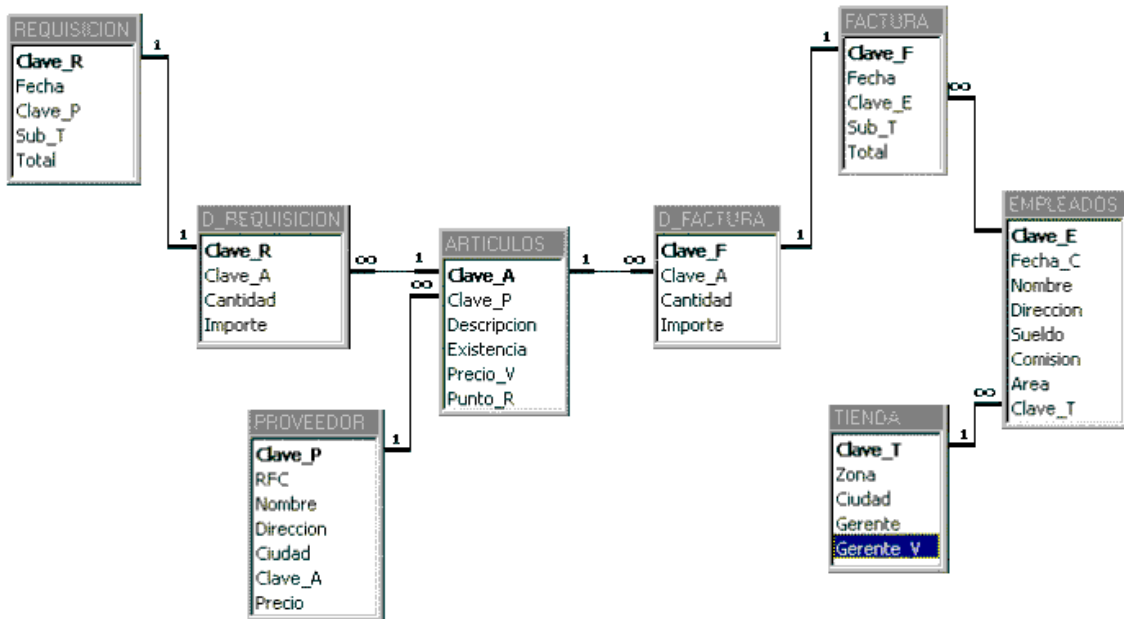 REQUISICION
Clave_R
Fecha
Clave_P
Sub_T
Total
1
1
D_REQUISICION
Clave_R
Clave_A
Cantidad
Importe
∞
1
∞
ARTICULOS
Clave_A
Clave_P
Descripcion
Existencia
Precio_V
Punto_R
PROVEEDOR
Clave_P
RFC
Nombre
Direccion
Ciudad
Clave_A
Precio
1
1
∞
D_FACTURA
Clave_F
Clave_A
Cantidad
Importe
1
1
FACTURA
Clave_F
Fecha
Clave_E
Sub_T
Total
∞
EMPLEADOS
Clave_E
Fecha_C
Nombre
Direccion
Sueldo
Comision
Area
Clave_T
∞
1
TIENDA
Clave_T
Zona
Ciudad
Gerente
Gerente_V